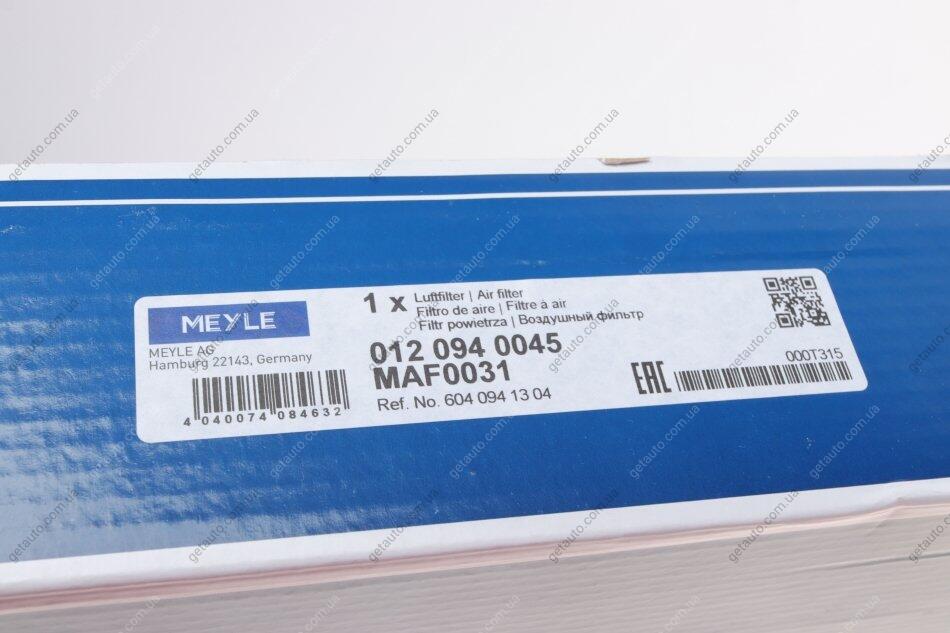 MEYLE
MEYLE AG
Hamburg 22143, Germany
4 040074 084632
1 x Luftfilter | Air filter
Filtro de aire | Filtre à air
Filtr powietrza | Воздушный фильтр
012 094 0045
MAF0031
Ref. No. 604 094 13 04
EAC
000T315
getauto.com.ua